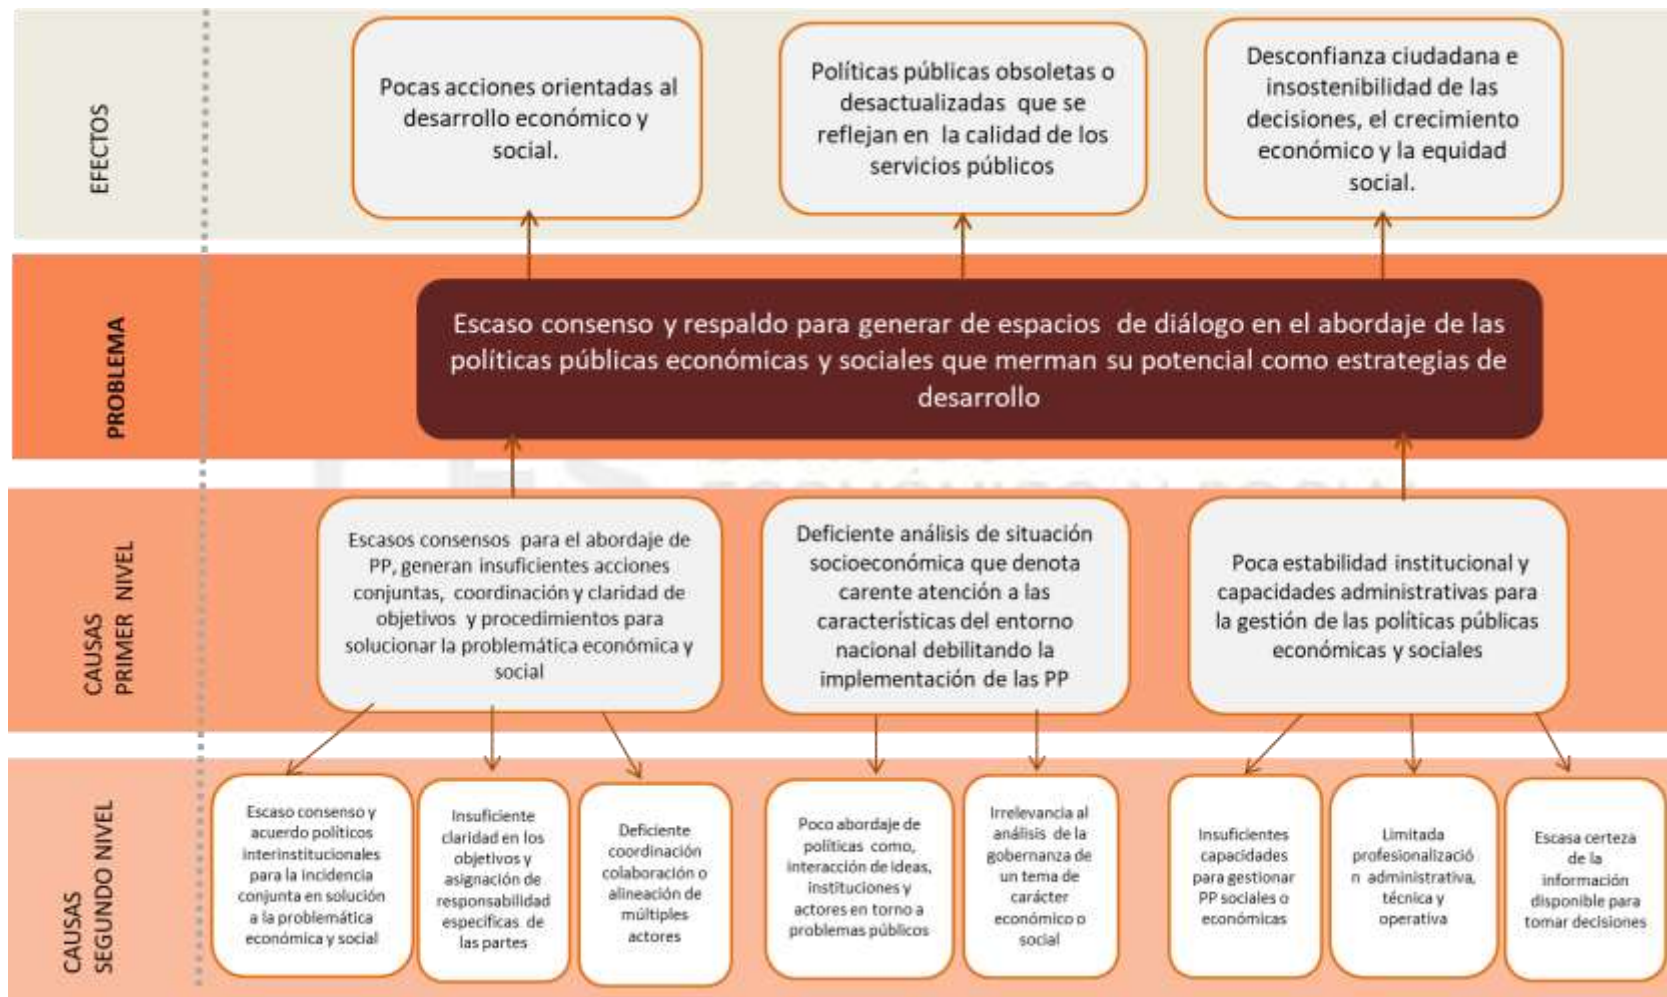 EFECTOS
Pocas acciones orientadas al
desarrollo económico y
social.
Políticas públicas obsoletas o
desactualizadas que se
reflejan en la calidad de los
servicios públicos
Desconfianza ciudadana e
insostenibilidad de las
decisiones, el crecimiento
económico y la equidad
social.
PROBLEMA
Escaso consenso y respaldo para generar de espacios de diálogo en el abordaje de las
políticas públicas económicas y sociales que merman su potencial como estrategias de
desarrollo
CAUSAS
PRIMER NIVEL
Escasos consensos para el abordaje de
PP, generan insuficientes acciones
conjuntas, coordinación y claridad de
objetivos y procedimientos para
solucionar la problemática económica y
social
Deficiente análisis de situación
socioeconómica que denota
carente atención a las
características del entorno
nacional debilitando la
implementación de las PP
Poca estabilidad institucional y
capacidades administrativas para
la gestión de las políticas públicas
económicas y sociales
CAUSAS
SEGUNDO NIVEL
Escaso consenso y
acuerdo políticos
interinstitucionales
para la incidencia
conjunta en solución
a la problemática
económica y social
Insuficiente
claridad en los
objetivos y
asignación de
responsabilidad
especificas de
las partes
Deficiente
coordinación
colaboración o
alineación de
múltiples
actores
Poco abordaje de
políticas como,
interacción de ideas,
instituciones y
actores en torno a
problemas públicos
Irrelevancia al
análisis de la
gobernanza de
un tema de
carácter
económico o
social
Insuficientes
capacidades
para gestionar
PP sociales o
económicas
Limitada
profesionalizació
n administrativa,
técnica y
operativa
Escasa certeza
de la
información
disponible para
tomar decisiones